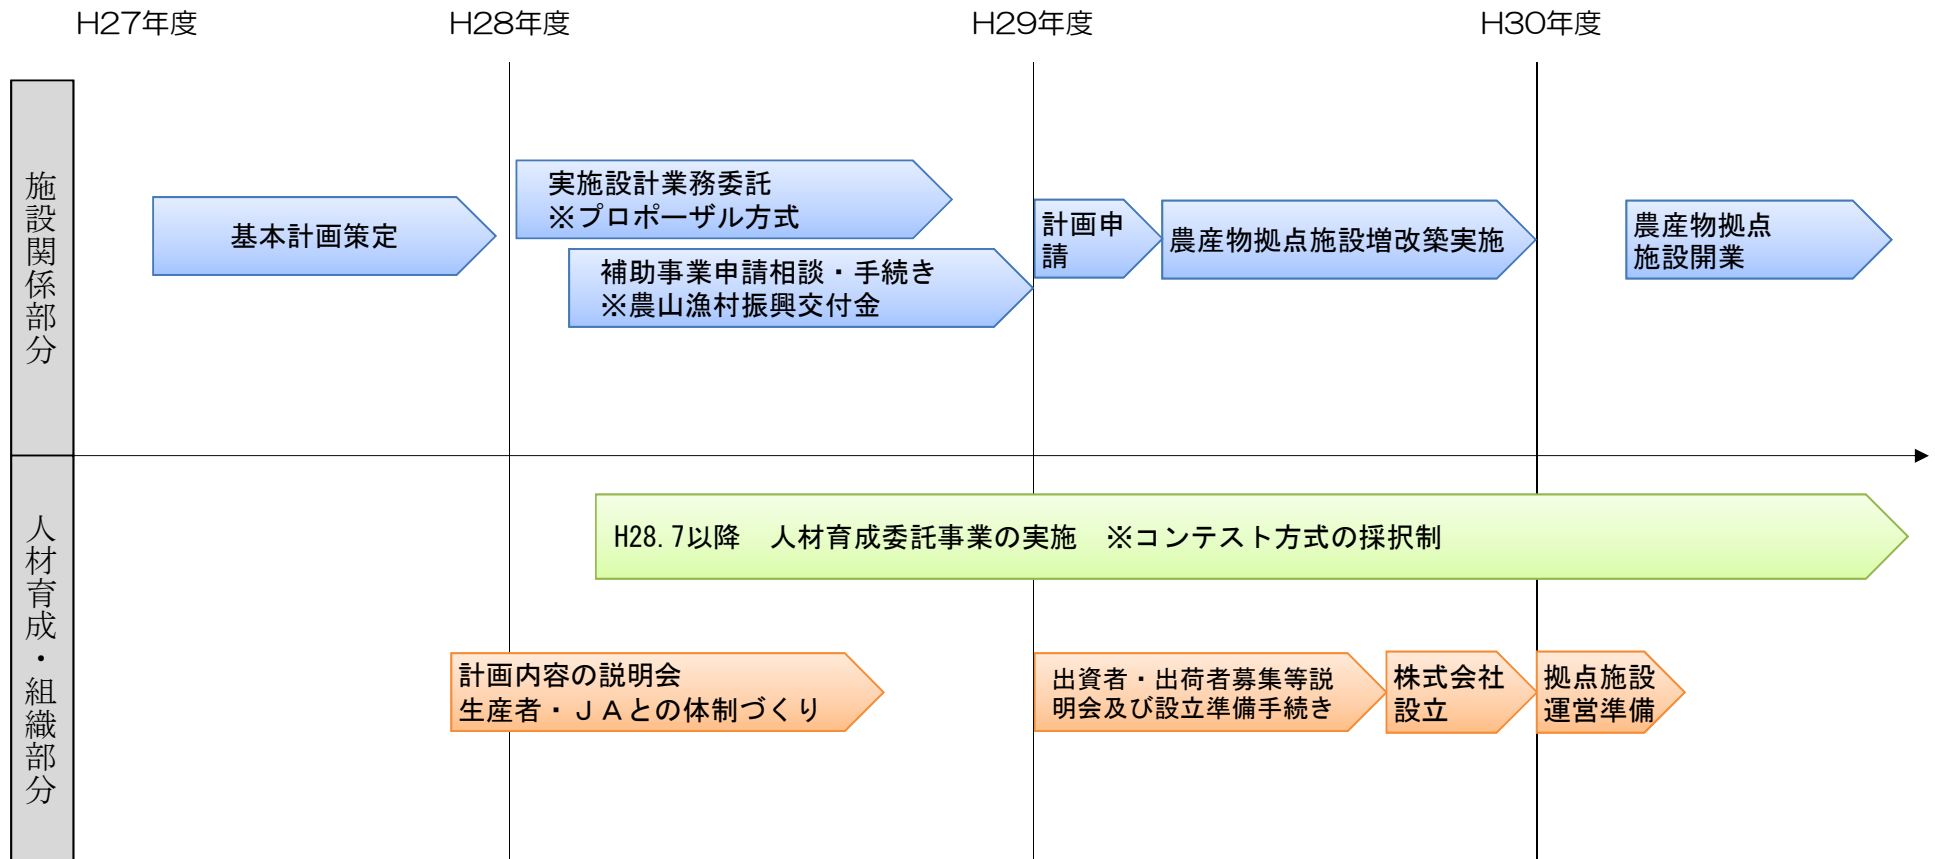 H27年度
H28年度
H29年度
H30年度
施設関係部分
基本計画策定
実施設計業務委託
※プロポーザル方式
補助事業申請相談・手続き
※農山漁村振興交付金
計画申
請
農産物拠点施設増改築実施
農産物拠点
施設開業
人材育成・組織部分
H28.7以降　人材育成委託事業の実施　※コンテスト方式の採択制
計画内容の説明会
生産者・ＪＡとの体制づくり
出資者・出荷者募集等説
明会及び設立準備手続き
株式会社
設立
拠点施設
運営準備